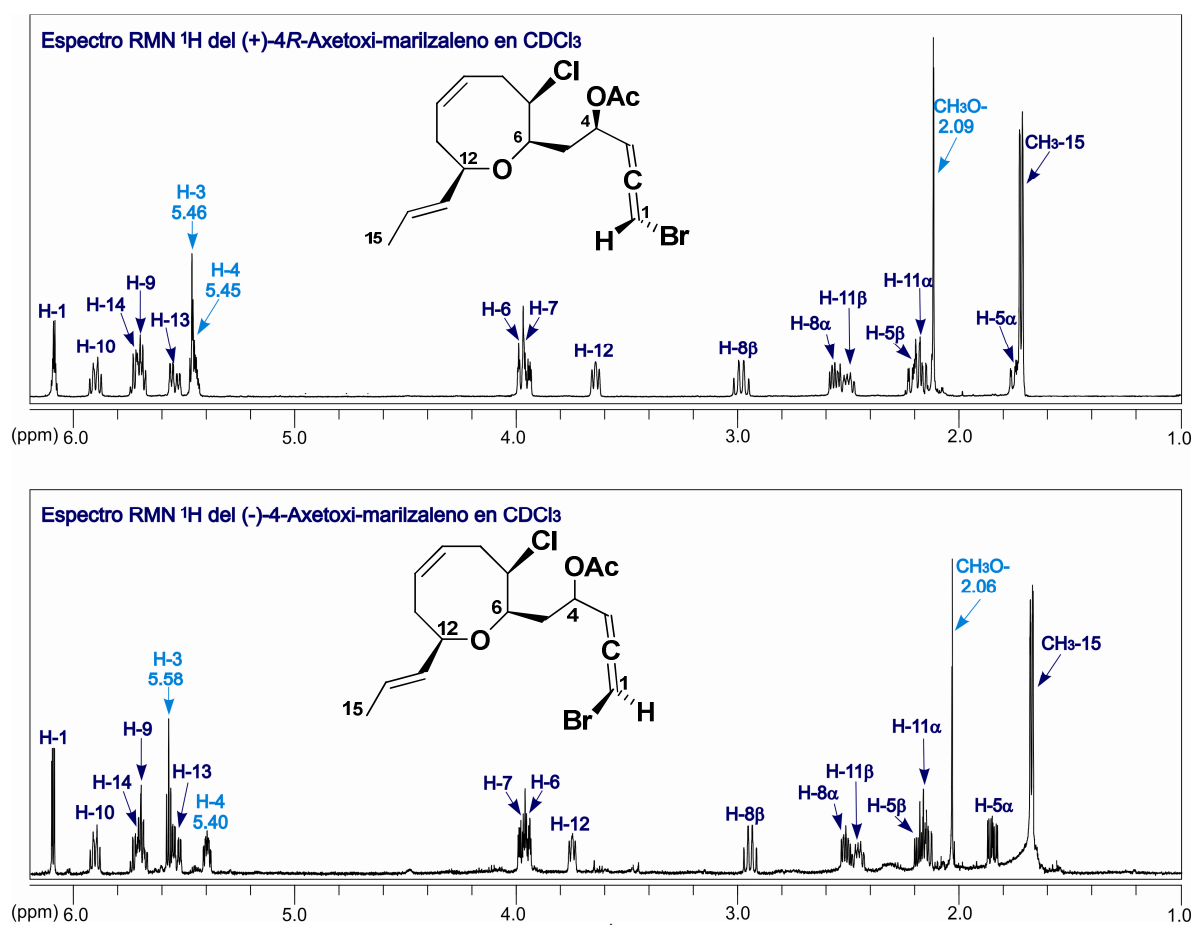 Espectro RMN ¹H del (+)-4R-Axetoxi-marilzaleno en CDCl₃
Cl
OAc
4
6
12
O
C
1
H
Br
15
CH₃O-
2.09
CH₃-15
H-3
5.46
H-4
5.45
H-1
H-14
H-9
H-10
H-13
H-6
H-7
H-12
H-8β
H-8α
H-11β
H-5β
H-11α
H-5α
(ppm) 6.0 5.0 4.0 3.0 2.0 1.0
Espectro RMN ¹H del (-)-4-Axetoxi-marilzaleno en CDCl₃
Cl
OAc
4
6
12
O
C
1
Br
H
15
CH₃O-
2.06
CH₃-15
H-3
5.58
H-1
H-9
H-14
H-13
H-10
H-4
5.40
H-7
H-6
H-12
H-8β
H-8α
H-11β
H-5β
H-11α
H-5α
(ppm) 6.0 5.0 4.0 3.0 2.0 1.0